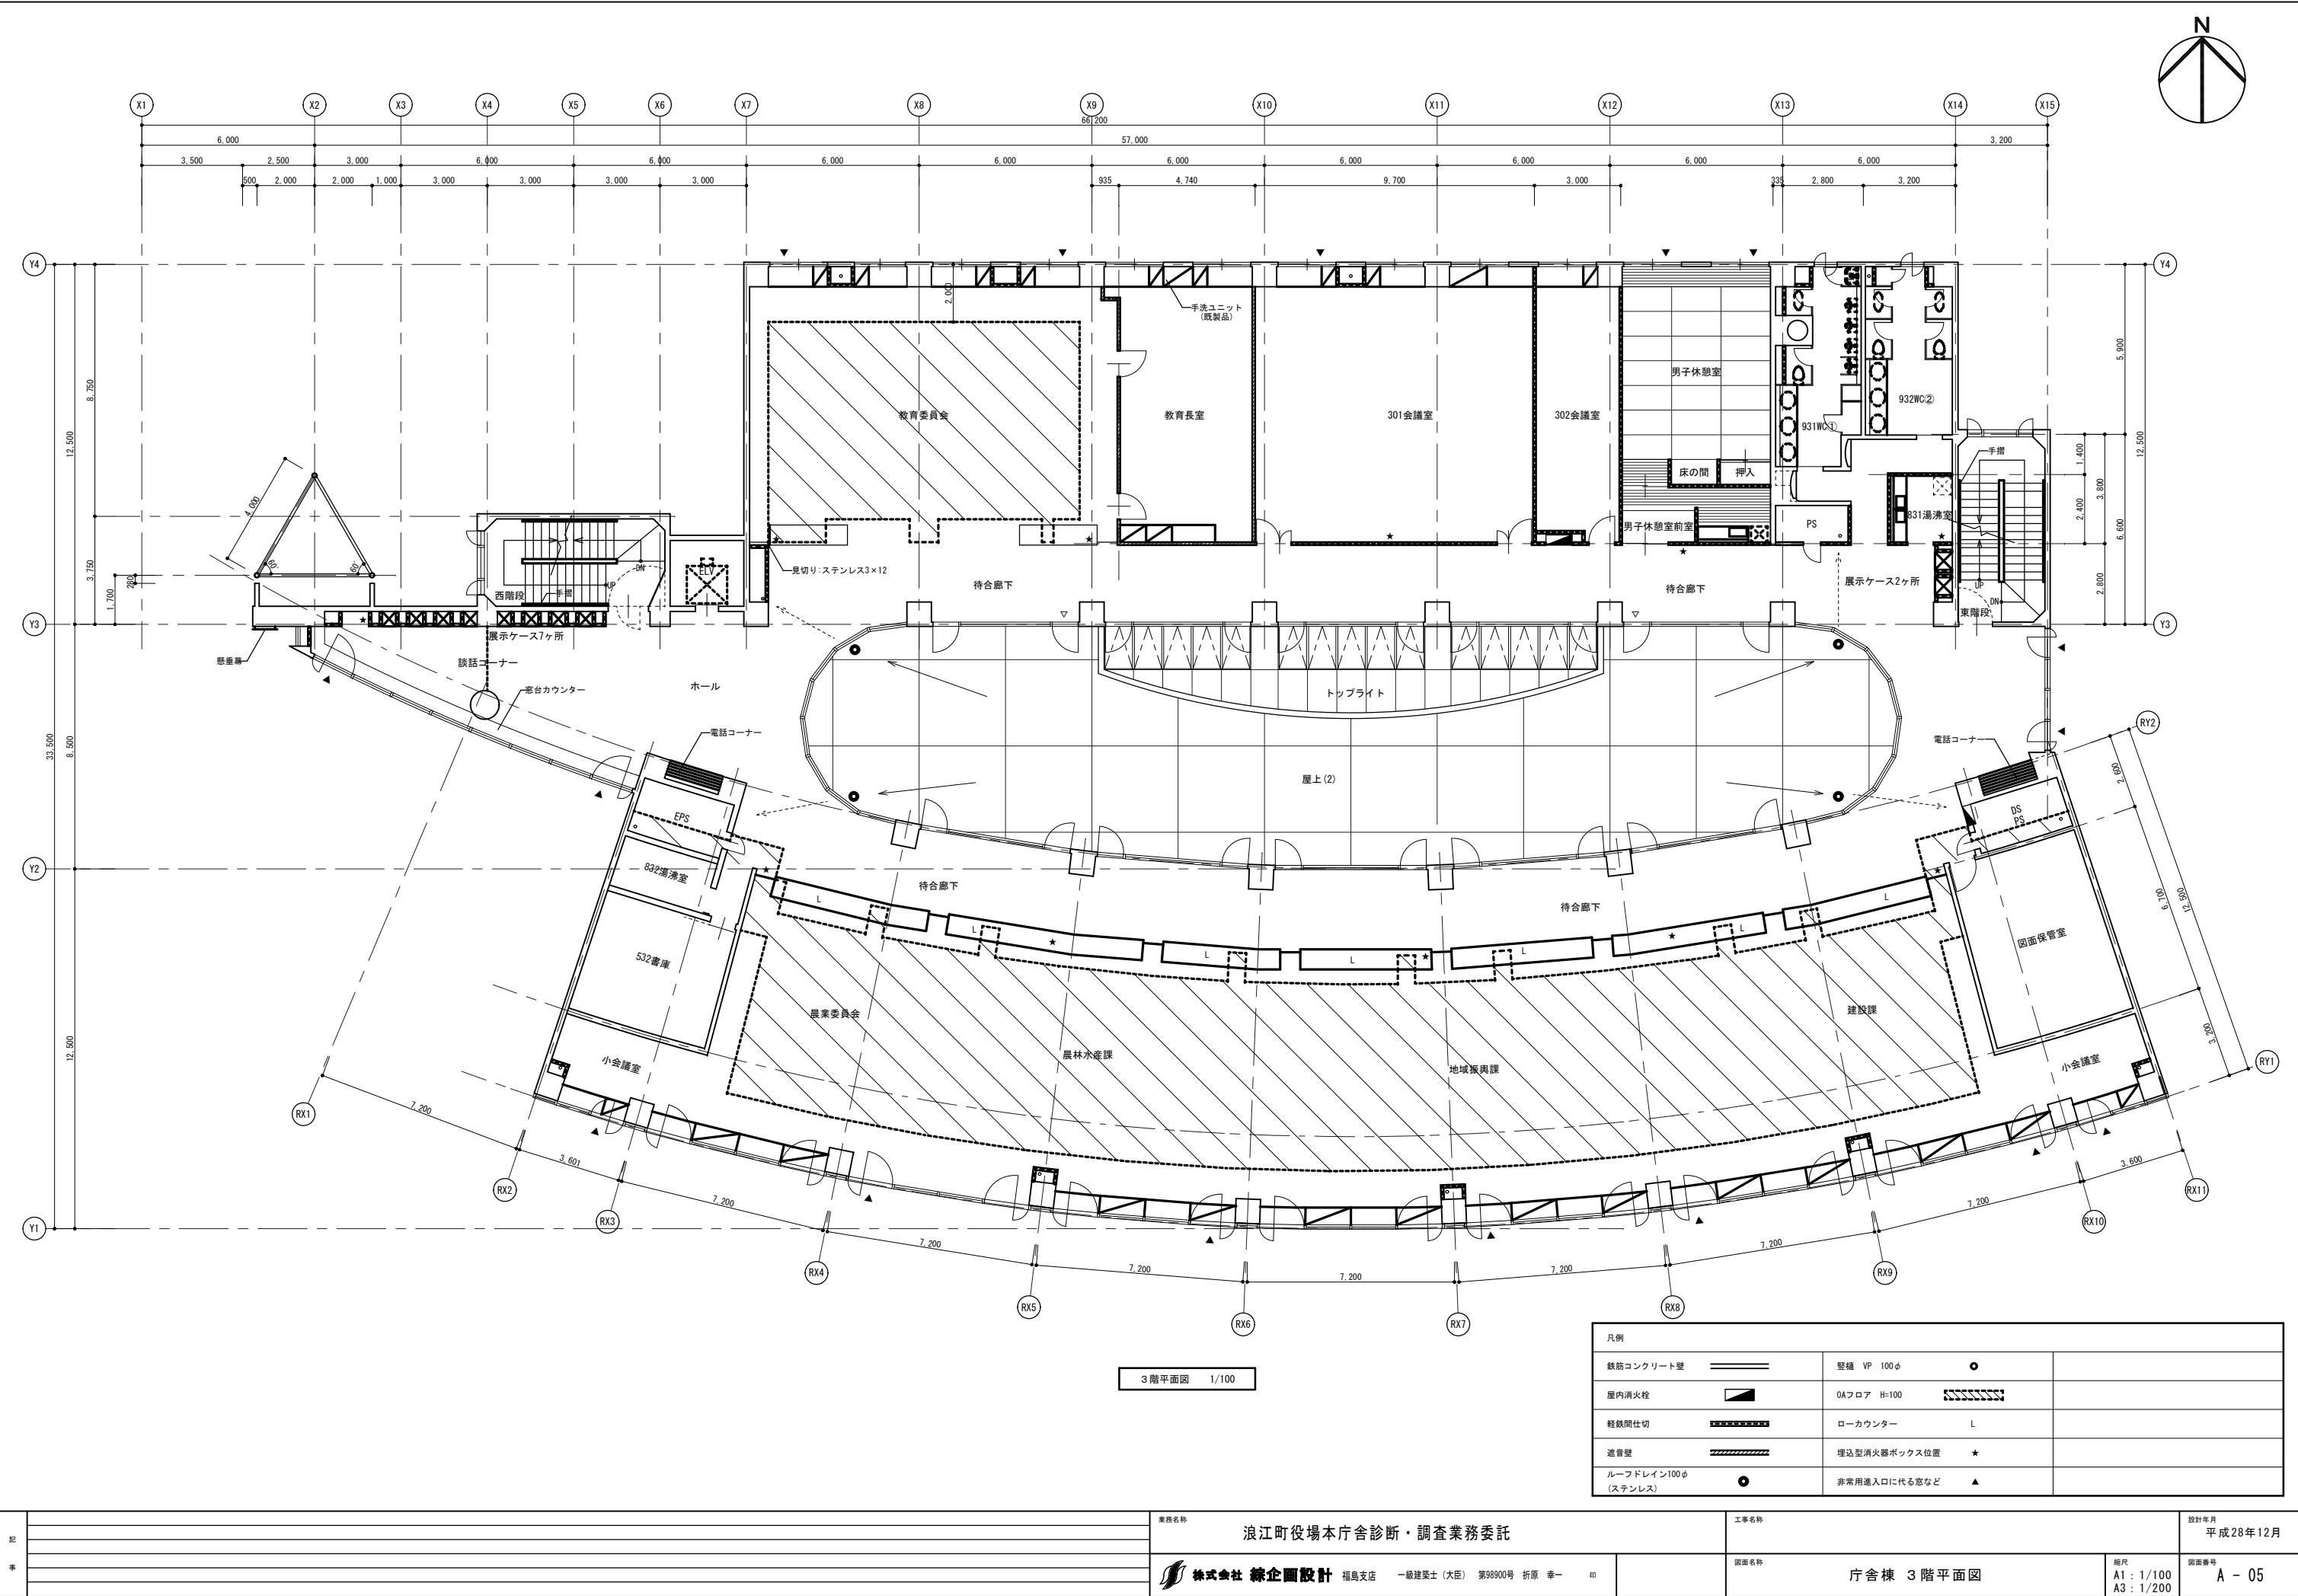 N
X1 X2 X3 X4 X5 X6 X7 X8 X9 X10 X11 X12 X13 X14 X15
66,200
6,000 57,000 3,200
3,500 2,500 3,000 6,000 6,000 6,000 6,000 6,000 6,000 6,000 6,000 6,000
500 2,000 2,000 1,000 3,000 3,000 3,000 3,000 935 4,740 9,700 3,000 335 2,800 3,200
Y4 Y4
2,000
手洗ユニット
(既製品)
8,750
12,500
5,900
12,500
男子休憩室
教育委員会 教育長室 301会議室 302会議室
932WC②
931WC①
手摺
1,400
3,800
2,400
6,600
2,800
床の間 押入
4,000
60° 60°
831湯沸室
男子休憩室前室
PS
3,750
280
1,700
ELV
DN
UP
見切り:ステンレス3×12
西階段 手摺
待合廊下 待合廊下
展示ケース2ヶ所
UP
DN
東階段
Y3 Y3
展示ケース7ヶ所
懸垂幕
談話コーナー
窓台カウンター
ホール
トップライト
電話コーナー
電話コーナー
RY2
33,500
8,500
屋上(2)
2,600
EPS
DS
PS
Y2
832湯沸室
待合廊下
待合廊下
L L L L L L L
6,700
12,500
532書庫
図面保管室
農業委員会
建設課
農林水産課
地域振興課
12,500
3,200
小会議室
小会議室
RY1
RX1
7,200
3,601
7,200
7,200
7,200
7,200
7,200
7,200
7,200
3,600
Y1
RX2 RX3 RX4 RX5 RX6 RX7 RX8 RX9 RX10 RX11
3階平面図 1/100
凡例
鉄筋コンクリート壁 竪樋 VP 100φ
屋内消火栓 OAフロア H=100
軽鉄間仕切 ローカウンター L
遮音壁 埋込型消火器ボックス位置 ★
ルーフドレイン100φ
(ステンレス)
非常用進入口に代る窓など ▲
記事
業務名称
浪江町役場本庁舎診断・調査業務委託
工事名称
設計年月
平成28年12月
株式会社 綜企画設計 福島支店 一級建築士(大臣) 第98900号 折原 幸一 印
図面名称
庁舎棟 3階平面図
縮尺
A1 : 1/100
A3 : 1/200
図面番号
A - 05